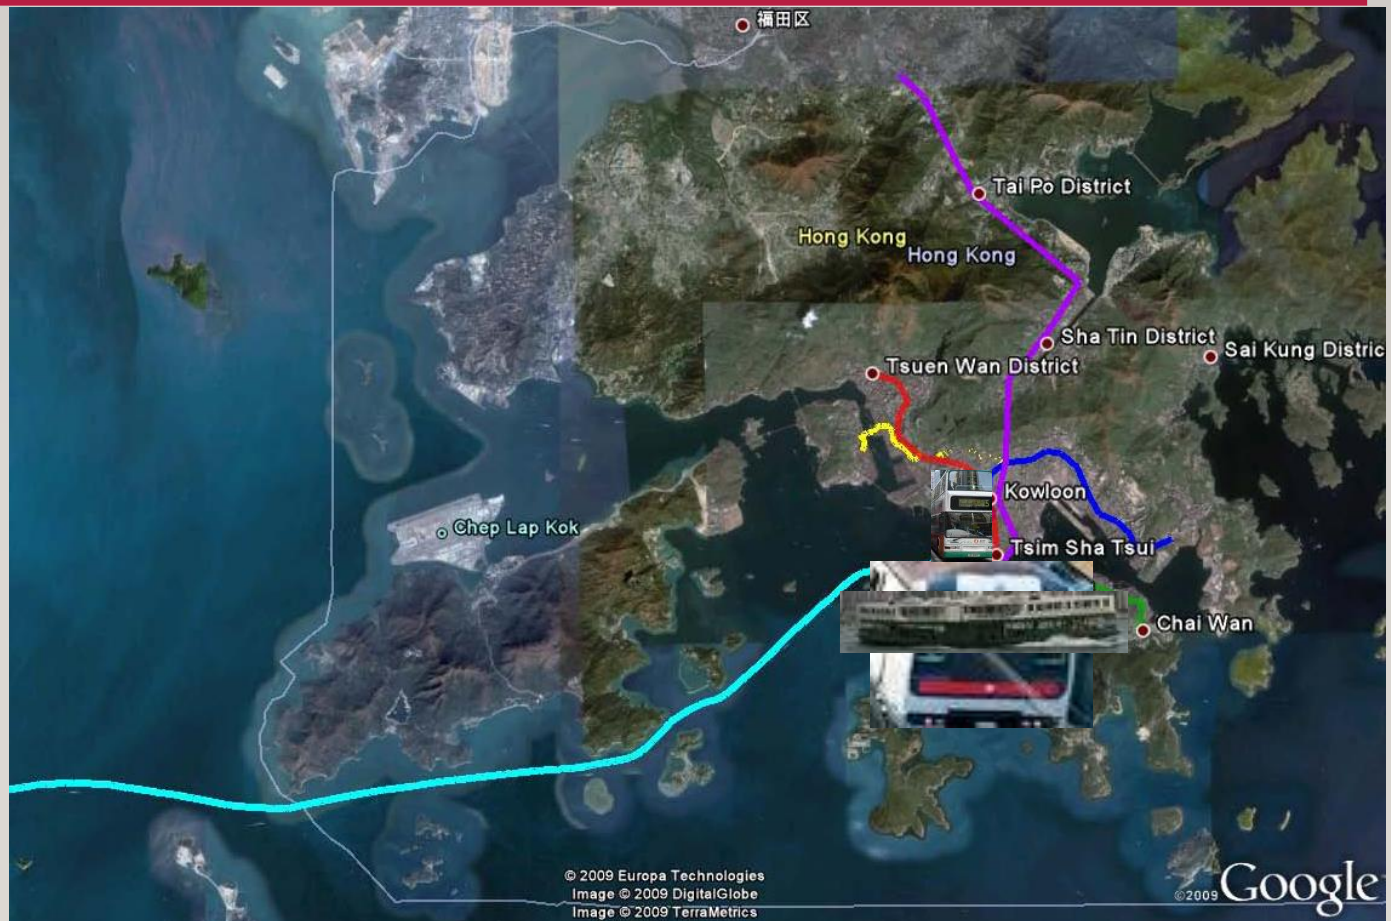 福田区
Tai Po District
Hong Kong
Hong Kong
Sha Tin District
Sai Kung Distric
Tsuen Wan District
Kowloon
Chep Lap Kok
Tsim Sha Tsui
Chai Wan
© 2009 Europa Technologies
Image © 2009 DigitalGlobe
Image © 2009 TerraMetrics
©2009 Google